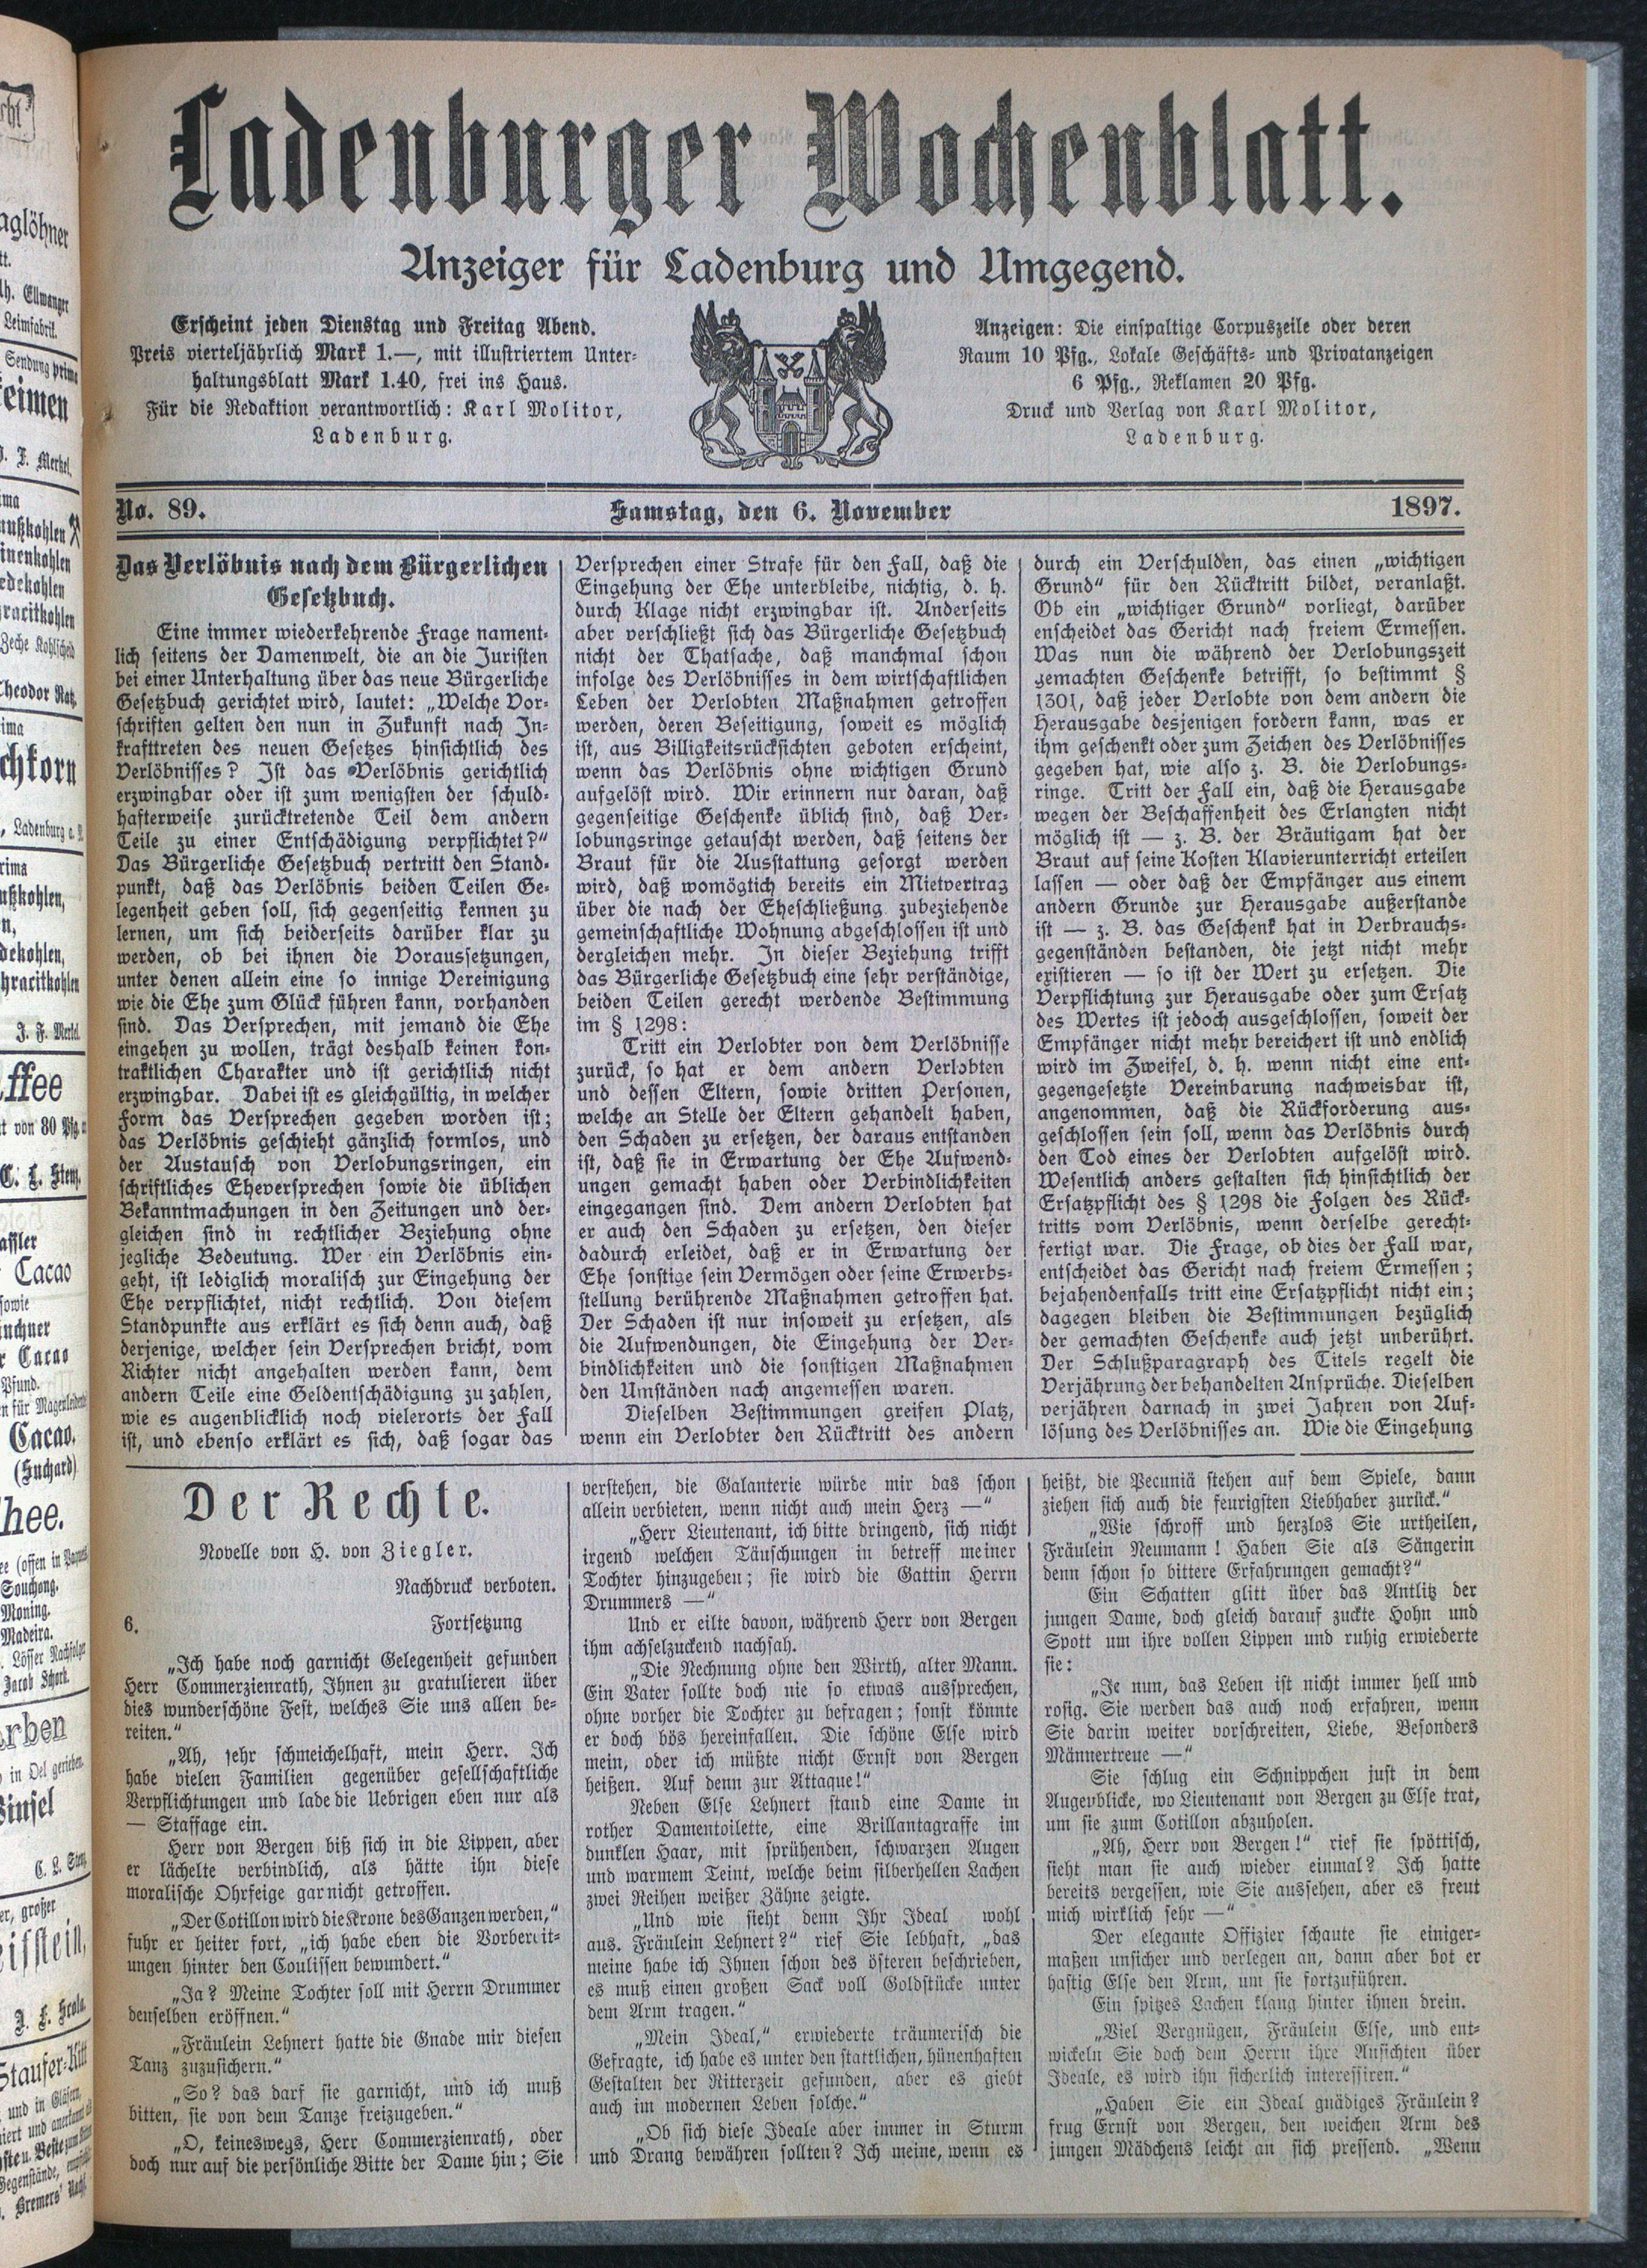 Ladenburger Wochenblatt.
Anzeiger für Ladenburg und Umgegend.
Erscheint jeden Dienstag und Freitag Abend.
Preis vierteljährlich Mark 1.—, mit illustriertem Unter-
haltungsblatt Mark 1.40, frei ins Haus.
Für die Redaktion verantwortlich: Karl Molitor,
Ladenburg.
Anzeigen: Die einspaltige Corpuszeile oder deren
Raum 10 Pfg., Lokale Geschäfts- und Privatanzeigen
6 Pfg., Reklamen 20 Pfg.
Druck und Verlag von Karl Molitor,
Ladenburg.
No. 89.
Samstag, den 6. November
1897.
Das Verlöbnis nach dem Bürgerlichen
Gesetzbuch.
Eine immer wiederkehrende Frage nament-
lich seitens der Damenwelt, die an die Juristen
bei einer Unterhaltung über das neue Bürgerliche
Gesetzbuch gerichtet wird, lautet: „Welche Vor-
schriften gelten den nun in Zukunft nach In-
krafttreten des neuen Gesetzes hinsichtlich des
Verlöbnisses? Ist das Verlöbnis gerichtlich
erzwingbar oder ist zum wenigsten der schuld-
hafterweise zurücktretende Teil dem andern
Teile zu einer Entschädigung verpflichtet?“
Das Bürgerliche Gesetzbuch vertritt den Stand-
punkt, daß das Verlöbnis beiden Teilen Ge-
legenheit geben soll, sich gegenseitig kennen zu
lernen, um sich beiderseits darüber klar zu
werden, ob bei ihnen die Voraussetzungen,
unter denen allein eine so innige Vereinigung
wie die Ehe zum Glück führen kann, vorhanden
sind. Das Versprechen, mit jemand die Ehe
eingehen zu wollen, trägt deshalb keinen kon-
traktlichen Charakter und ist gerichtlich nicht
erzwingbar. Dabei ist es gleichgültig, in welcher
Form das Versprechen gegeben worden ist;
das Verlöbnis geschieht gänzlich formlos, und
der Austausch von Verlobungsringen, ein
schriftliches Eheversprechen sowie die üblichen
Bekanntmachungen in den Zeitungen und der-
gleichen sind in rechtlicher Beziehung ohne
jegliche Bedeutung. Wer ein Verlöbnis ein-
geht, ist lediglich moralisch zur Eingehung der
Ehe verpflichtet, nicht rechtlich. Von diesem
Standpunkte aus erklärt es sich denn auch, daß
derjenige, welcher sein Versprechen bricht, vom
Richter nicht angehalten werden kann, dem
andern Teile eine Geldentschädigung zu zahlen,
wie es augenblicklich noch vielerorts der Fall
ist, und ebenso erklärt es sich, daß sogar das
Versprechen einer Strafe für den Fall, daß die
Eingehung der Ehe unterbleibe, nichtig, d. h.
durch Klage nicht erzwingbar ist. Anderseits
aber verschließt sich das Bürgerliche Gesetzbuch
nicht der Thatsache, daß manchmal schon
infolge des Verlöbnisses in dem wirtschaftlichen
Leben der Verlobten Maßnahmen getroffen
werden, deren Beseitigung, soweit es möglich
ist, aus Billigkeitsrücksichten geboten erscheint,
wenn das Verlöbnis ohne wichtigen Grund
aufgelöst wird. Wir erinnern nur daran, daß
gegenseitige Geschenke üblich sind, daß Ver-
lobungsringe getauscht werden, daß seitens der
Braut für die Ausstattung gesorgt werden
wird, daß womögtich bereits ein Mietvertrag
über die nach der Eheschließung zubeziehende
gemeinschaftliche Wohnung abgeschlossen ist und
dergleichen mehr. In dieser Beziehung trifft
das Bürgerliche Gesetzbuch eine sehr verständige,
beiden Teilen gerecht werdende Bestimmung
im § 1298:
Tritt ein Verlobter von dem Verlöbnisse
zurück, so hat er dem andern Verlobten
und dessen Eltern, sowie dritten Personen,
welche an Stelle der Eltern gehandelt haben,
den Schaden zu ersetzen, der daraus entstanden
ist, daß sie in Erwartung der Ehe Aufwend-
ungen gemacht haben oder Verbindlichkeiten
eingegangen sind. Dem andern Verlobten hat
er auch den Schaden zu ersetzen, den dieser
dadurch erleidet, daß er in Erwartung der
Ehe sonstige sein Vermögen oder seine Erwerbs-
stellung berührende Maßnahmen getroffen hat.
Der Schaden ist nur insoweit zu ersetzen, als
die Aufwendungen, die Eingehung der Ver-
bindlichkeiten und die sonstigen Maßnahmen
den Umständen nach angemessen waren.
Dieselben Bestimmungen greifen Platz,
wenn ein Verlobter den Rücktritt des andern
durch ein Verschulden, das einen „wichtigen
Grund“ für den Rücktritt bildet, veranlaßt.
Ob ein „wichtiger Grund“ vorliegt, darüber
enscheidet das Gericht nach freiem Ermessen.
Was nun die während der Verlobungszeit
gemachten Geschenke betrifft, so bestimmt §
1301, daß jeder Verlobte von dem andern die
Herausgabe desjenigen fordern kann, was er
ihm geschenkt oder zum Zeichen des Verlöbnisses
gegeben hat, wie also z. B. die Verlobungs-
ringe. Tritt der Fall ein, daß die Herausgabe
wegen der Beschaffenheit des Erlangten nicht
möglich ist — z. B. der Bräutigam hat der
Braut auf seine Kosten Klavierunterricht erteilen
lassen — oder daß der Empfänger aus einem
andern Grunde zur Herausgabe außerstande
ist — z. B. das Geschenk hat in Verbrauchs-
gegenständen bestanden, die jetzt nicht mehr
existieren — so ist der Wert zu ersetzen. Die
Verpflichtung zur Herausgabe oder zum Ersatz
des Wertes ist jedoch ausgeschlossen, soweit der
Empfänger nicht mehr bereichert ist und endlich
wird im Zweifel, d. h. wenn nicht eine ent-
gegengesetzte Vereinbarung nachweisbar ist,
angenommen, daß die Rückforderung aus-
geschlossen sein soll, wenn das Verlöbnis durch
den Tod eines der Verlobten aufgelöst wird.
Wesentlich anders gestalten sich hinsichtlich der
Ersatzpflicht des § 1298 die Folgen des Rück-
tritts vom Verlöbnis, wenn derselbe gerecht-
fertigt war. Die Frage, ob dies der Fall war,
entscheidet das Gericht nach freiem Ermessen;
bejahendenfalls tritt eine Ersatzpflicht nicht ein;
dagegen bleiben die Bestimmungen bezüglich
der gemachten Geschenke auch jetzt unberührt.
Der Schlußparagraph des Titels regelt die
Verjährung der behandelten Ansprüche. Dieselben
verjähren darnach in zwei Jahren von Auf-
lösung des Verlöbnisses an. Wie die Eingehung
Der Rechte.
Novelle von H. von Ziegler.
Nachdruck verboten.
6.
Fortsetzung
„Ich habe noch garnicht Gelegenheit gefunden
Herr Commerzienrath, Ihnen zu gratulieren über
dies wunderschöne Fest, welches Sie uns allen be-
reiten.“
„Ah, sehr schmeichelhaft, mein Herr. Ich
habe vielen Familien gegenüber gesellschaftliche
Verpflichtungen und lade die Uebrigen eben nur als
— Staffage ein.
Herr von Bergen biß sich in die Lippen, aber
er lächelte verbindlich, als hätte ihn diese
moralische Ohrfeige garnicht getroffen.
„Der Cotillon wird die Krone des Ganzen werden,“
fuhr er heiter fort, „ich habe eben die Vorbereit-
ungen hinter den Coulissen bewundert.“
„Ja? Meine Tochter soll mit Herrn Drummer
denselben eröffnen.“
„Fräulein Lehnert hatte die Gnade mir diesen
Tanz zuzusichern.“
„So? das darf sie garnicht, und ich muß
bitten, sie von dem Tanze freizugeben.“
„O, keineswegs, Herr Commerzienrath, oder
doch nur auf die persönliche Bitte der Dame hin; Sie
verstehen, die Galanterie würde mir das schon
allein verbieten, wenn nicht auch mein Herz —“
„Herr Lieutenant, ich bitte dringend, sich nicht
irgend welchen Täuschungen in betreff meiner
Tochter hinzugeben; sie wird die Gattin Herrn
Drummers —“
Und er eilte davon, während Herr von Bergen
ihm achselzuckend nachsah.
„Die Rechnung ohne den Wirth, alter Mann.
Ein Vater sollte doch nie so etwas aussprechen,
ohne vorher die Tochter zu befragen; sonst könnte
er doch bös hereinfallen. Die schöne Else wird
mein, oder ich müßte nicht Ernst von Bergen
heißen. Auf denn zur Attaque!“
Neben Else Lehnert stand eine Dame in
rother Damentoilette, eine Brillantagraffe im
dunklen Haar, mit sprühenden, schwarzen Augen
und warmem Teint, welche beim silberhellen Lachen
zwei Reihen weißer Zähne zeigte.
„Und wie sieht denn Ihr Ideal wohl
aus. Fräulein Lehnert?“ rief Sie lebhaft, „das
meine habe ich Ihnen schon des österen beschrieben,
es muß einen großen Sack voll Goldstücke unter
dem Arm tragen.“
„Mein Ideal,“ erwiederte träumerisch die
Gefragte, ich habe es unter den stattlichen, hünenhaften
Gestalten der Ritterzeit gefunden, aber es giebt
auch im modernen Leben solche.“
„Ob sich diese Ideale aber immer in Sturm
und Drang bewähren sollten? Ich meine, wenn es
heißt, die Pecuniä stehen auf dem Spiele, dann
ziehen sich auch die feurigsten Liebhaber zurück.“
„Wie schroff und herzlos Sie urtheilen,
Fräulein Neumann! Haben Sie als Sängerin
denn schon so bittere Erfahrungen gemacht?“
Ein Schatten glitt über das Antlitz der
jungen Dame, doch gleich darauf zuckte Hohn und
Spott um ihre vollen Lippen und ruhig erwiederte
sie:
„Je nun, das Leben ist nicht immer hell und
rosig. Sie werden das auch noch erfahren, wenn
Sie darin weiter vorschreiten, Liebe, Besonders
Männertreue —“
Sie schlug ein Schnippchen just in dem
Augenblicke, wo Lieutenant von Bergen zu Else trat,
um sie zum Cotillon abzuholen.
„Ah, Herr von Bergen!“ rief sie spöttisch,
sieht man sie auch wieder einmal? Ich hatte
bereits vergessen, wie Sie aussehen, aber es freut
mich wirklich sehr —“
Der elegante Offizier schaute sie einiger-
maßen unsicher und verlegen an, dann aber bot er
hastig Else den Arm, um sie fortzuführen.
Ein spitzes Lachen klang hinter ihnen drein.
„Viel Vergnügen, Fräulein Else, und ent-
wickeln Sie doch dem Herrn ihre Ansichten über
Ideale, es wird ihn sicherlich interessiren.“
„Haben Sie ein Ideal gnädiges Fräulein?
frug Ernst von Bergen, den weichen Arm des
jungen Mädchens leicht an sich pressend. „Wenn